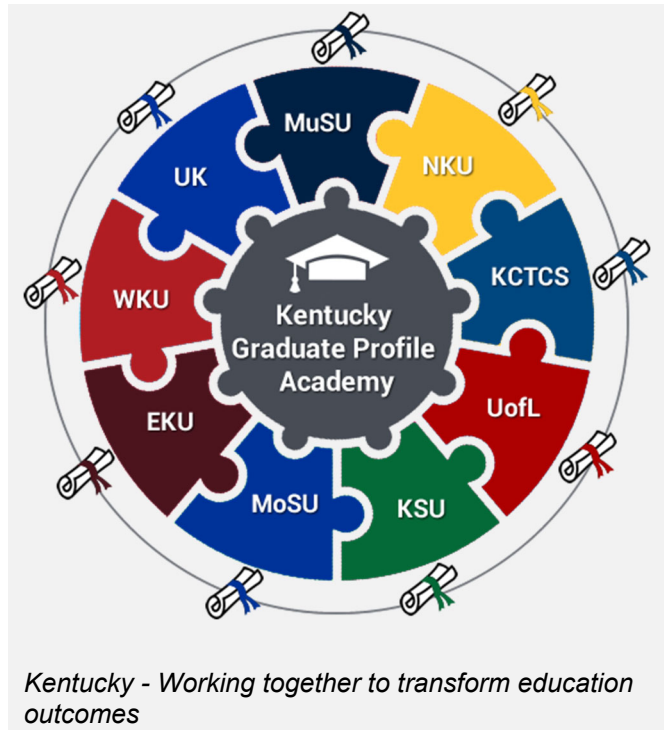 MuSU
NKU
KCTCS
UofL
KSU
MoSU
EKU
WKU
UK
Kentucky
Graduate Profile
Academy
Kentucky - Working together to transform education
outcomes